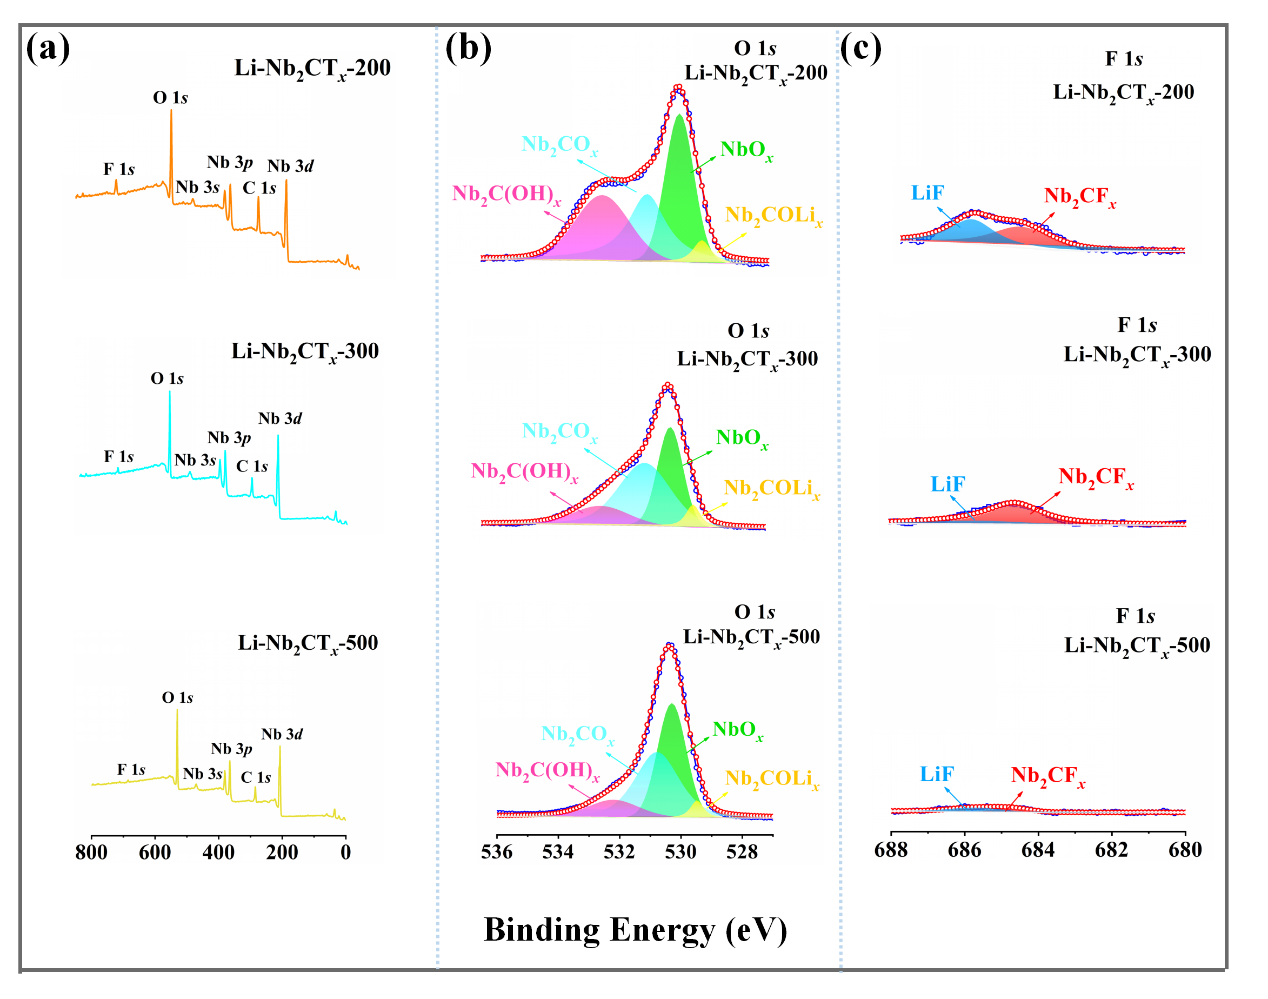 (a)
Li-Nb₂CTₓ-200
O 1s
F 1s
Nb 3s
Nb 3p
C 1s
Nb 3d
Li-Nb₂CTₓ-300
O 1s
F 1s
Nb 3s
Nb 3p
C 1s
Nb 3d
Li-Nb₂CTₓ-500
O 1s
F 1s
Nb 3s
Nb 3p
C 1s
Nb 3d
800 600 400 200 0
(b)
O 1s
Li-Nb₂CTₓ-200
Nb₂COₓ
NbOₓ
Nb₂C(OH)ₓ
Nb₂COLiₓ
O 1s
Li-Nb₂CTₓ-300
Nb₂COₓ
NbOₓ
Nb₂C(OH)ₓ
Nb₂COLiₓ
O 1s
Li-Nb₂CTₓ-500
Nb₂COₓ
NbOₓ
Nb₂C(OH)ₓ
Nb₂COLiₓ
536 534 532 530 528
(c)
F 1s
Li-Nb₂CTₓ-200
LiF
Nb₂CFₓ
F 1s
Li-Nb₂CTₓ-300
LiF
Nb₂CFₓ
F 1s
Li-Nb₂CTₓ-500
LiF
Nb₂CFₓ
688 686 684 682 680
Binding Energy (eV)